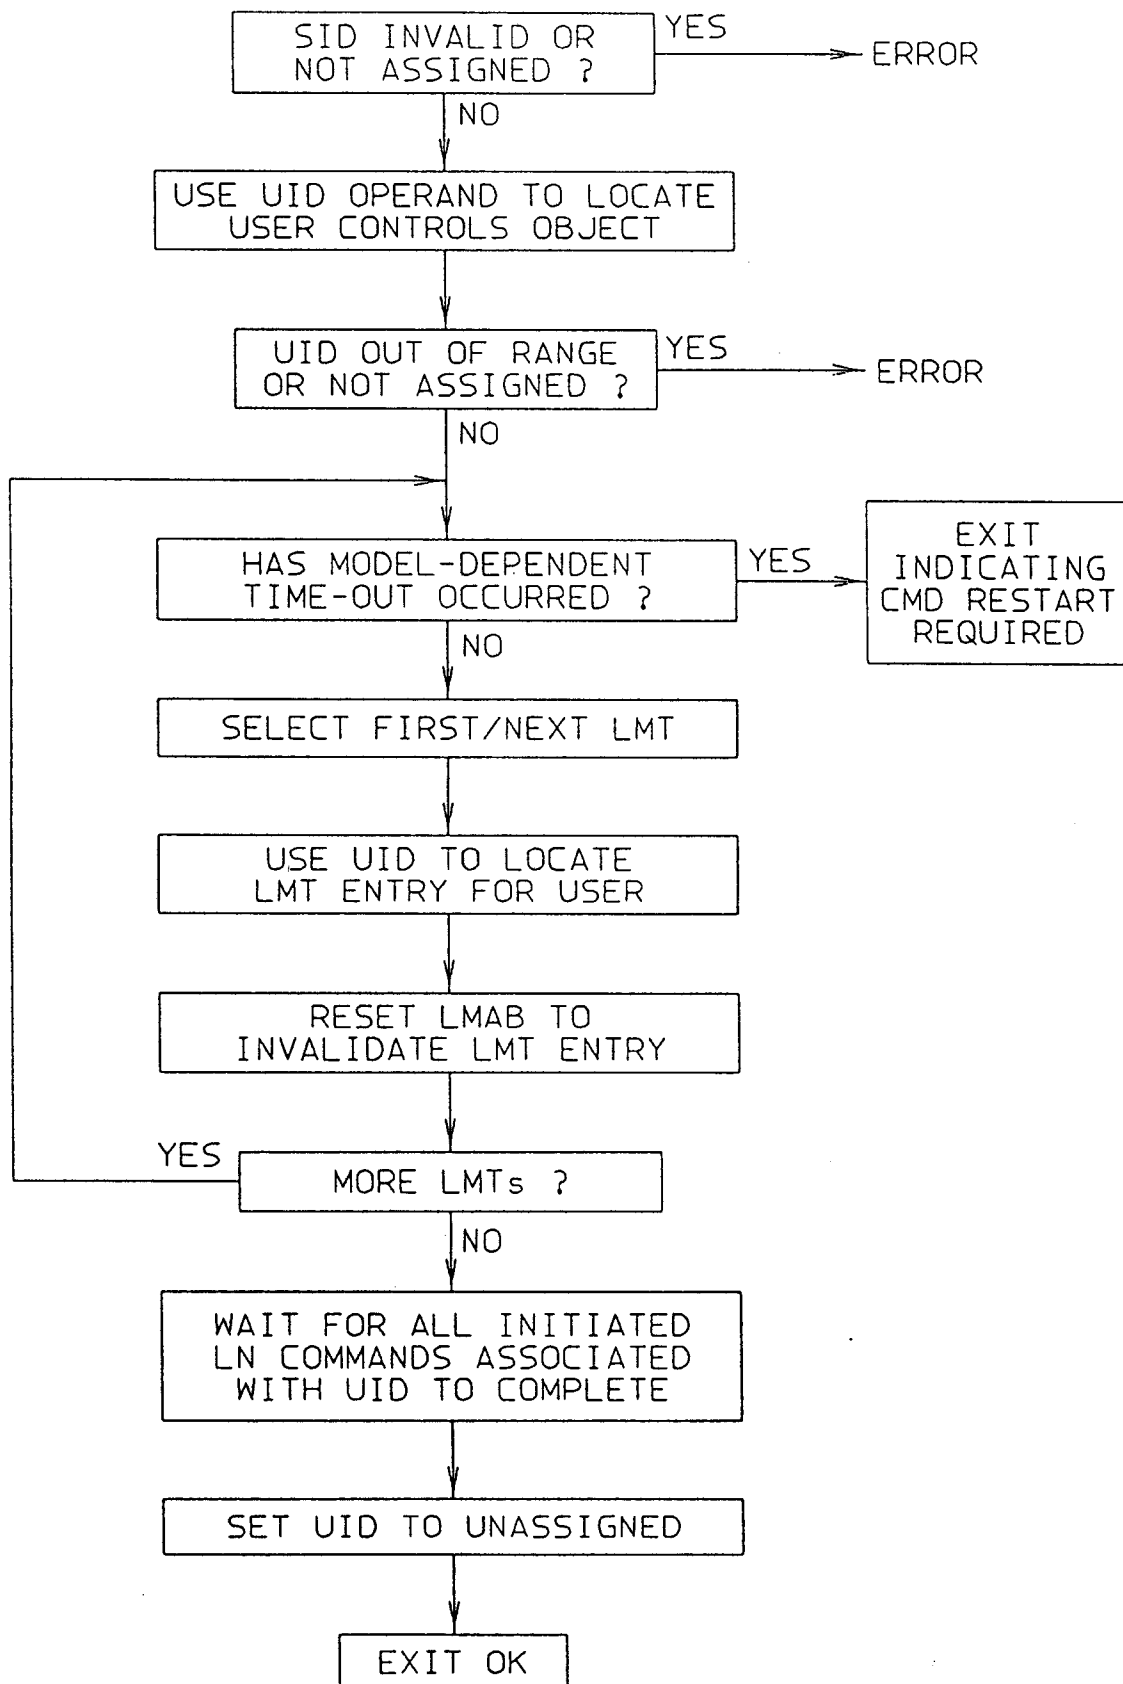 SID INVALID OR
NOT ASSIGNED ?
YES
ERROR
NO
USE UID OPERAND TO LOCATE
USER CONTROLS OBJECT
UID OUT OF RANGE
OR NOT ASSIGNED ?
YES
ERROR
NO
HAS MODEL-DEPENDENT
TIME-OUT OCCURRED ?
YES
EXIT
INDICATING
CMD RESTART
REQUIRED
NO
SELECT FIRST/NEXT LMT
USE UID TO LOCATE
LMT ENTRY FOR USER
RESET LMAB TO
INVALIDATE LMT ENTRY
YES
MORE LMTs ?
NO
WAIT FOR ALL INITIATED
LN COMMANDS ASSOCIATED
WITH UID TO COMPLETE
SET UID TO UNASSIGNED
EXIT OK